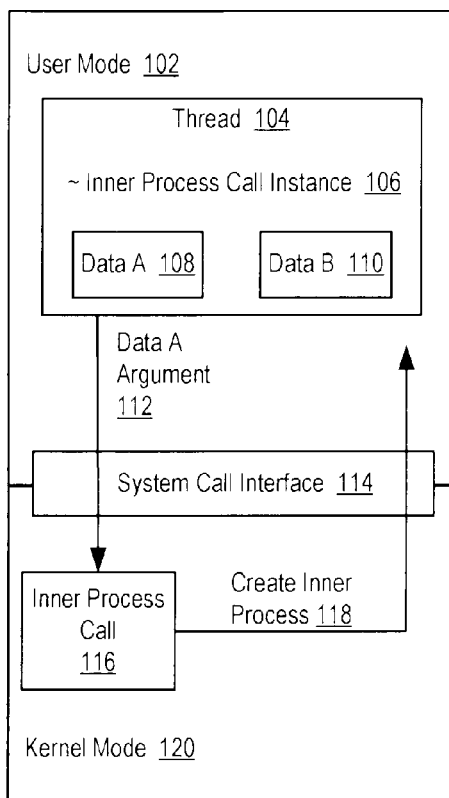 User Mode 102
Thread 104
~ Inner Process Call Instance 106
Data A 108
Data B 110
Data A
Argument
112
System Call Interface 114
Inner Process
Call
116
Create Inner
Process 118
Kernel Mode 120